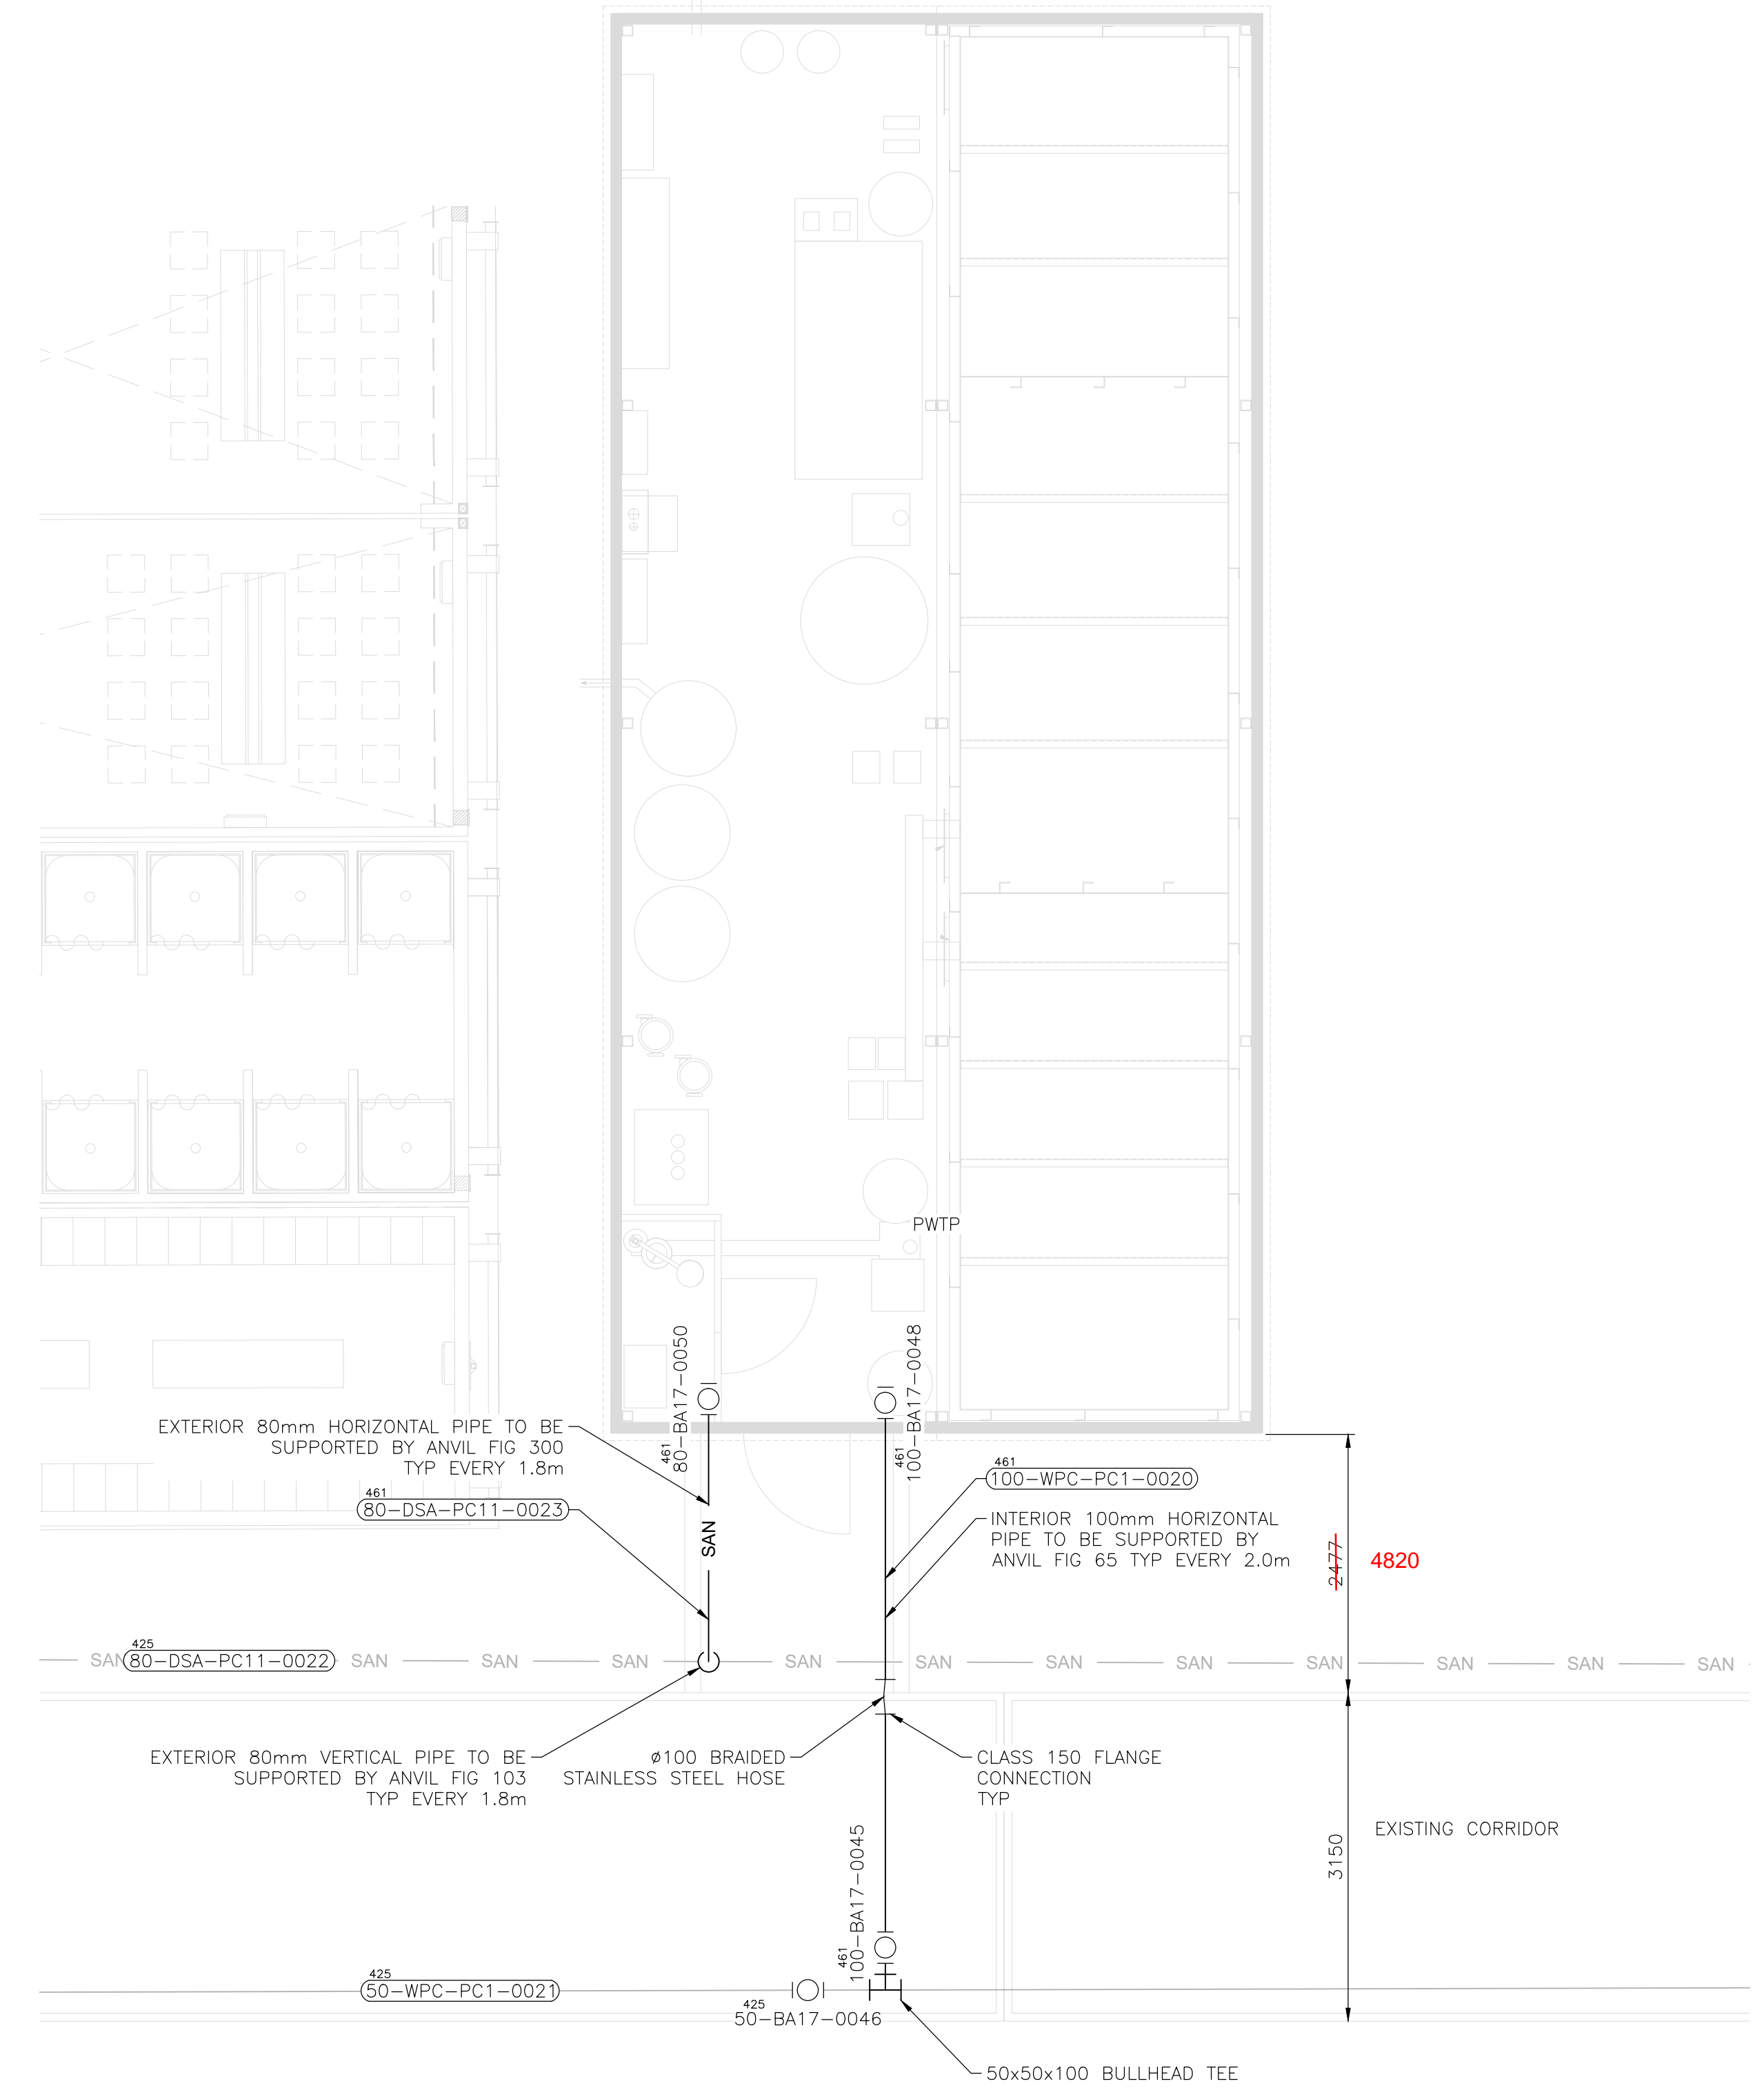 PWTP
461
80-BA17-0050
461
100-BA17-0048
EXTERIOR 80mm HORIZONTAL PIPE TO BE
SUPPORTED BY ANVIL FIG 300
TYP EVERY 1.8m
461
80-DSA-PC11-0023
SAN
461
100-WPC-PC1-0020
INTERIOR 100mm HORIZONTAL
PIPE TO BE SUPPORTED BY
ANVIL FIG 65 TYP EVERY 2.0m
2477
4820
425
SAN
80-DSA-PC11-0022
SAN
SAN
SAN
SAN
SAN
SAN
SAN
SAN
SAN
SAN
SAN
EXTERIOR 80mm VERTICAL PIPE TO BE
SUPPORTED BY ANVIL FIG 103
TYP EVERY 1.8m
ø100 BRAIDED
STAINLESS STEEL HOSE
CLASS 150 FLANGE
CONNECTION
TYP
461
100-BA17-0045
3150
EXISTING CORRIDOR
425
50-WPC-PC1-0021
425
50-BA17-0046
50x50x100 BULLHEAD TEE